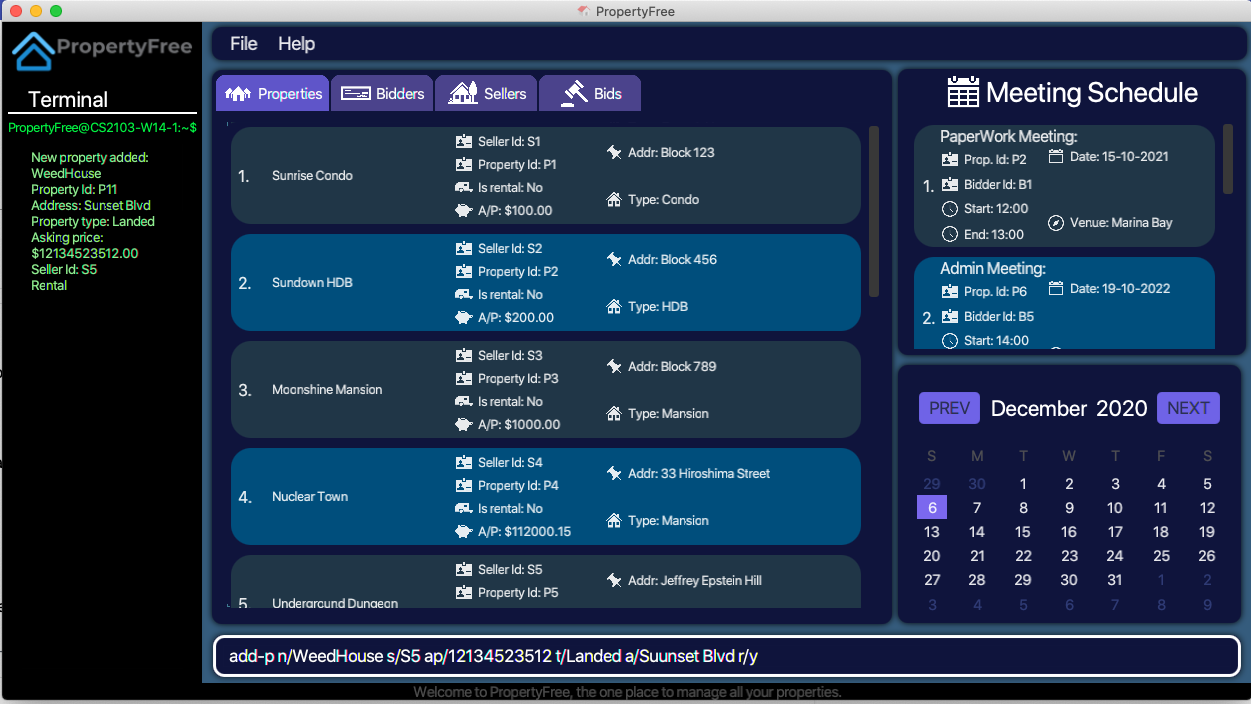 PropertyFree
PropertyFree
Terminal
PropertyFree@CS2103-W14-1:~$
New property added:
WeedHouse
Property Id: P11
Address: Sunset Blvd
Property type: Landed
Asking price:
$12134523512.00
Seller Id: S5
Rental
File Help
Properties Bidders Sellers Bids
1. Sunrise Condo
Seller Id: S1
Property Id: P1
Is rental: No
A/P: $100.00
Addr: Block 123
Type: Condo
2. Sundown HDB
Seller Id: S2
Property Id: P2
Is rental: No
A/P: $200.00
Addr: Block 456
Type: HDB
3. Moonshine Mansion
Seller Id: S3
Property Id: P3
Is rental: No
A/P: $1000.00
Addr: Block 789
Type: Mansion
4. Nuclear Town
Seller Id: S4
Property Id: P4
Is rental: No
A/P: $112000.15
Addr: 33 Hiroshima Street
Type: Mansion
5. Underground Dungeon
Seller Id: S5
Property Id: P5
Addr: Jeffrey Epstein Hill
Meeting Schedule
1.
PaperWork Meeting:
Prop. Id: P2
Bidder Id: B1
Start: 12:00
End: 13:00
Date: 15-10-2021
Venue: Marina Bay
2.
Admin Meeting:
Prop. Id: P6
Bidder Id: B5
Start: 14:00
Date: 19-10-2022
PREV December 2020 NEXT
S M T W T F S
29 30 1 2 3 4 5
6 7 8 9 10 11 12
13 14 15 16 17 18 19
20 21 22 23 24 25 26
27 28 29 30 31 1 2
3 4 5 6 7 8 9
add-p n/WeedHouse s/S5 ap/12134523512 t/Landed a/Suunset Blvd r/y
Welcome to PropertyFree, the one place to manage all your properties.